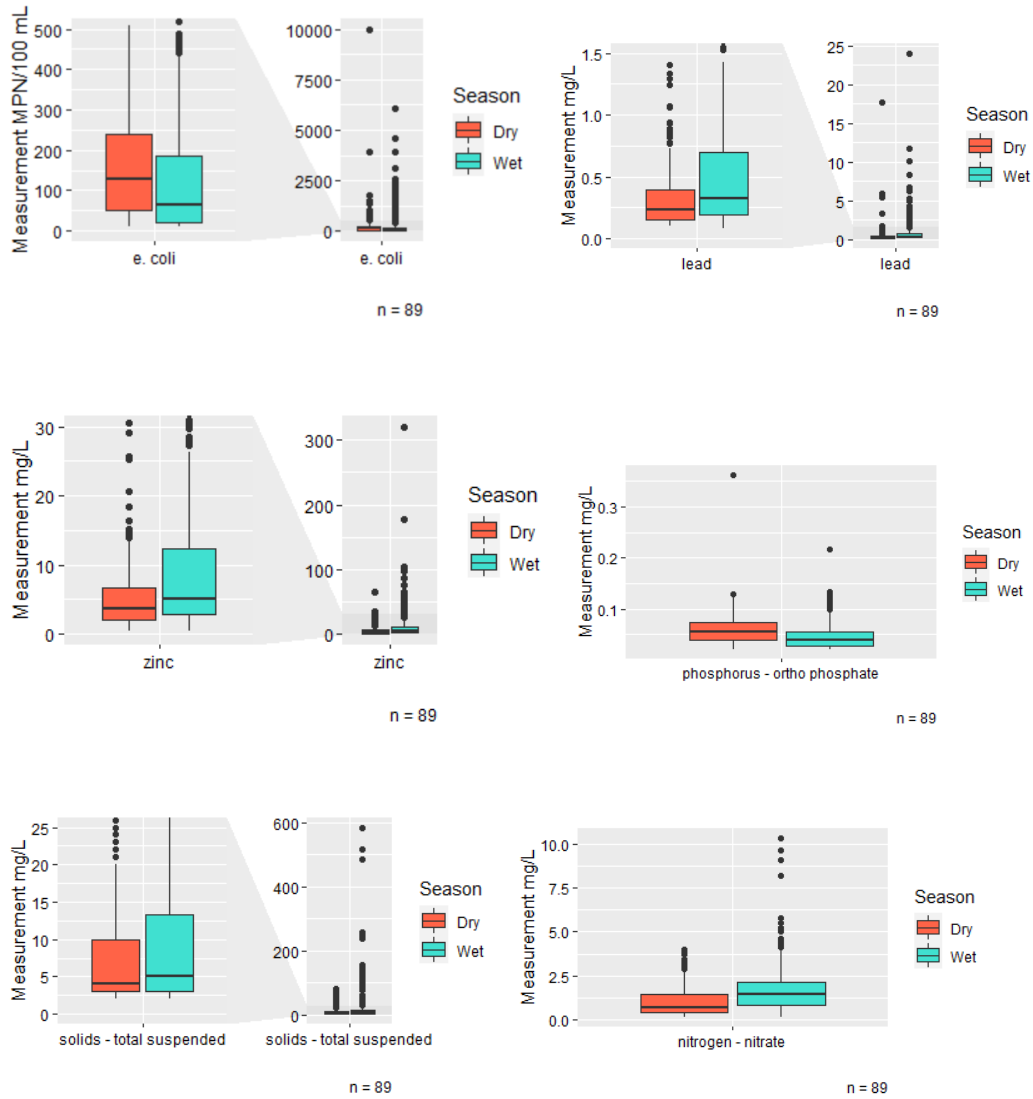 Measurement MPN/100 mL
500
400
300
200
100
0
e. coli
10000
7500
5000
2500
0
e. coli
Season
Dry
Wet
n = 89
Measurement mg/L
1.5
1.0
0.5
0.0
lead
25
20
15
10
5
0
lead
Season
Dry
Wet
n = 89
Measurement mg/L
30
20
10
0
zinc
300
200
100
0
zinc
Season
Dry
Wet
n = 89
Measurement mg/L
0.3
0.2
0.1
phosphorus - ortho phosphate
Season
Dry
Wet
n = 89
Measurement mg/L
25
20
15
10
5
0
solids - total suspended
600
400
200
0
solids - total suspended
Season
Dry
Wet
n = 89
Measurement mg/L
10.0
7.5
5.0
2.5
0.0
nitrogen - nitrate
Season
Dry
Wet
n = 89